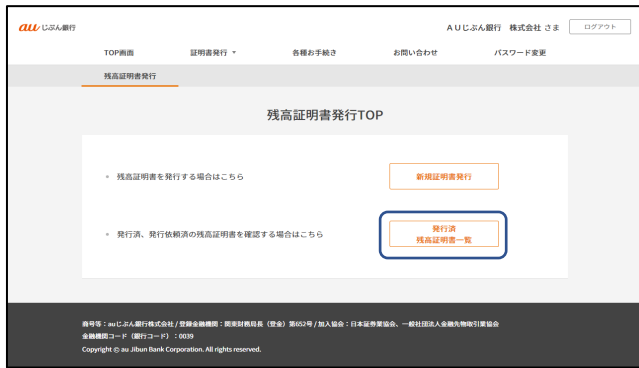 au じぶん銀行
AUじぶん銀行 株式会社 さま
ログアウト
TOP画面 証明書発行 ▼ 各種お手続き お問い合わせ パスワード変更
残高証明書発行
残高証明書発行TOP
残高証明書を発行する場合はこちら
新規証明書発行
発行済、発行依頼済の残高証明書を確認する場合はこちら
発行済
残高証明書一覧
商号等：auじぶん銀行株式会社 / 登録金融機関：関東財務局長（登金）第652号 / 加入協会：日本証券業協会、一般社団法人金融先物取引業協会
金融機関コード（銀行コード）：0039
Copyright © au Jibun Bank Corporation. All rights reserved.